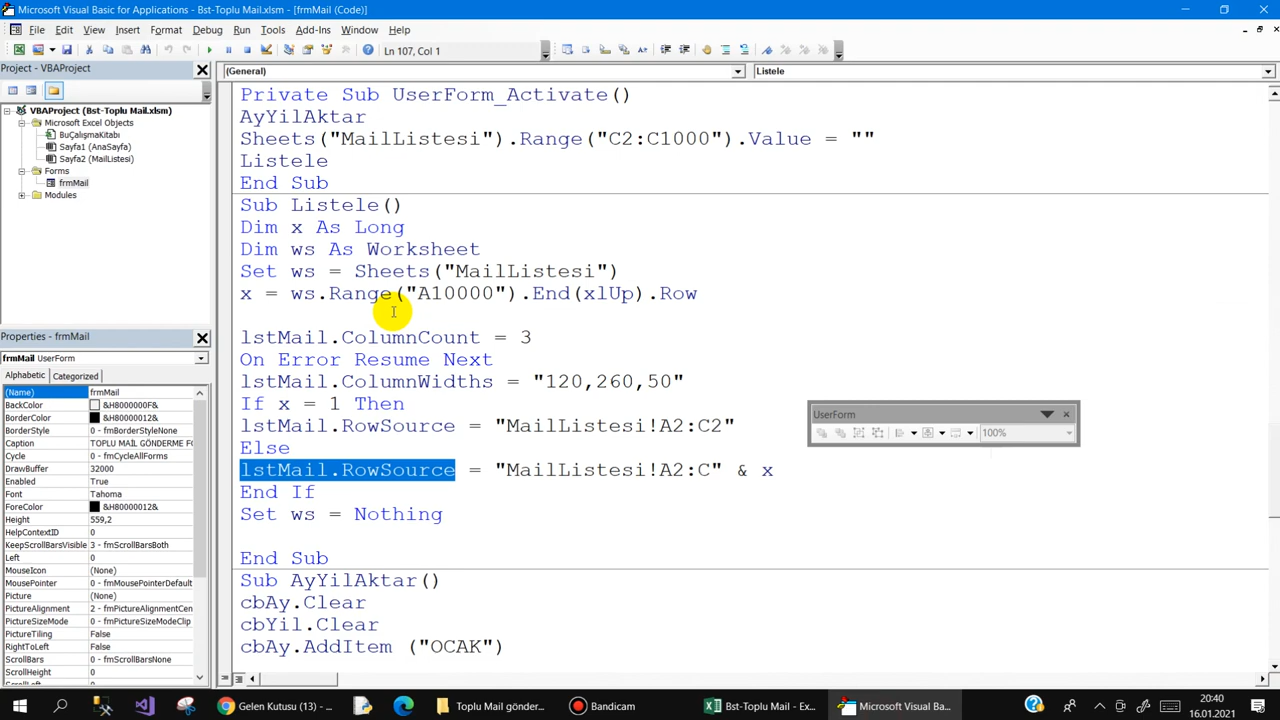 Microsoft Visual Basic for Applications - Bst-Toplu Mail.xlsm - [frmMail (Code)]
File Edit View Insert Format Debug Run Tools Add-Ins Window Help
Ln 107, Col 1
Project - VBAProject
(General)
Listele
VBAProject (Bst-Toplu Mail.xlsm)
Microsoft Excel Objects
BuÇalışmaKitabı
Sayfa1 (AnaSayfa)
Sayfa2 (MailListesi)
Forms
frmMail
Modules
Private Sub UserForm_Activate()
AyYilAktar
Sheets("MailListesi").Range("C2:C1000").Value = ""
Listele
End Sub
Sub Listele()
Dim x As Long
Dim ws As Worksheet
Set ws = Sheets("MailListesi")
x = ws.Range("A10000").End(xlUp).Row
lstMail.ColumnCount = 3
On Error Resume Next
lstMail.ColumnWidths = "120,260,50"
If x = 1 Then
lstMail.RowSource = "MailListesi!A2:C2"
Else
lstMail.RowSource = "MailListesi!A2:C" & x
End If
Set ws = Nothing
End Sub
Sub AyYilAktar()
cbAy.Clear
cbYil.Clear
cbAy.AddItem ("OCAK")
UserForm
100%
Properties - frmMail
frmMail UserForm
Alphabetic Categorized
(Name) frmMail
BackColor &H8000000F&
BorderColor &H80000012&
BorderStyle 0 - fmBorderStyleNone
Caption TOPLU MAİL GÖNDERME FO
Cycle 0 - fmCycleAllForms
DrawBuffer 32000
Enabled True
Font Tahoma
ForeColor &H80000012&
Height 559,2
HelpContextID 0
KeepScrollBarsVisible 3 - fmScrollBarsBoth
Left 0
MouseIcon (None)
MousePointer 0 - fmMousePointerDefault
Picture (None)
PictureAlignment 2 - fmPictureAlignmentCen
PictureSizeMode 0 - fmPictureSizeModeClip
PictureTiling False
RightToLeft False
ScrollBars 0 - fmScrollBarsNone
ScrollHeight 0
Gelen Kutusu (13) - ...
Toplu Mail gönder...
Bandicam
Bst-Toplu Mail - Ex...
Microsoft Visual Ba...
20:40
16.01.2021